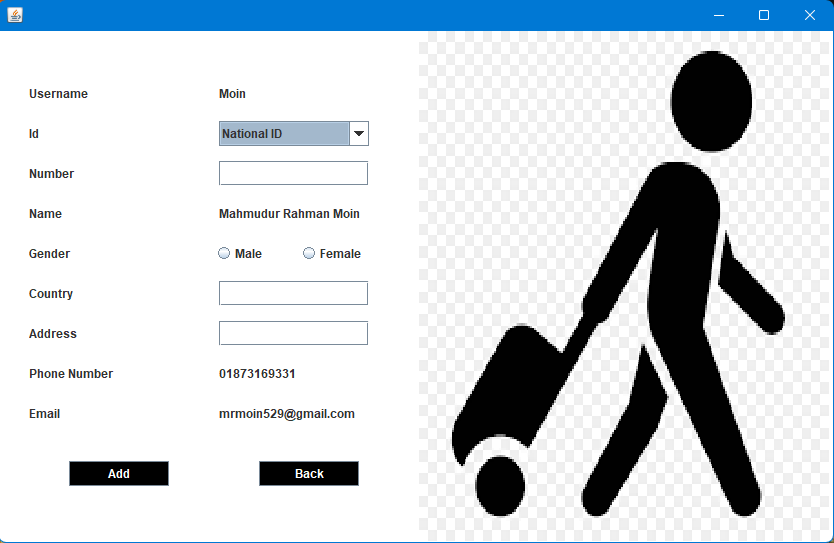 Username Moin
Id National ID
Number
Name Mahmudur Rahman Moin
Gender Male Female
Country
Address
Phone Number 01873169331
Email mrmoin529@gmail.com
Add Back